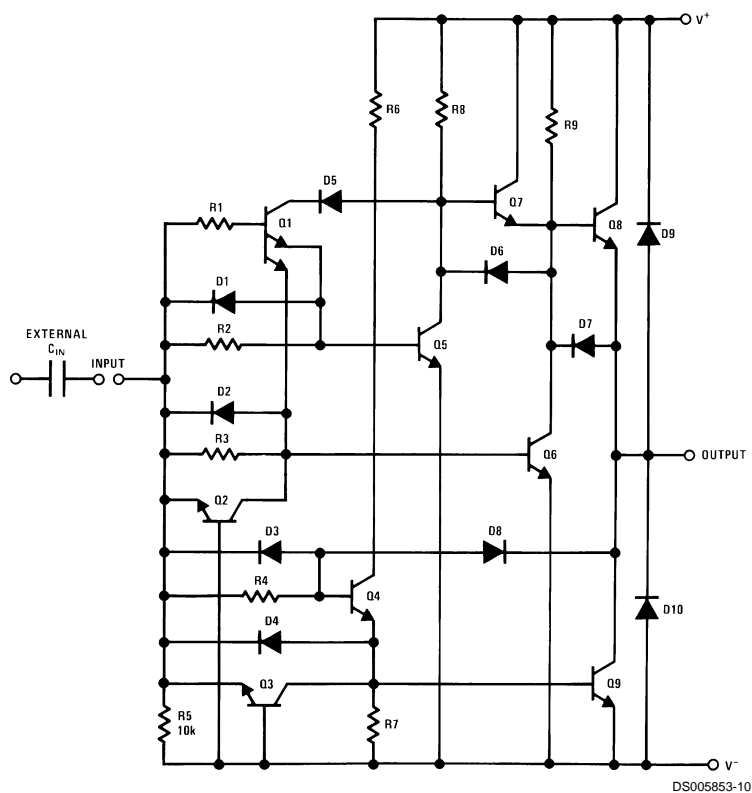 V+
R6
R8
R9
D5
R1
Q1
Q7
Q8
D9
D6
D1
R2
D7
Q5
EXTERNAL
CIN
INPUT
D2
R3
Q6
OUTPUT
Q2
D3
D8
R4
Q4
D10
D4
Q3
Q9
R5
10k
R7
V-
DS005853-10